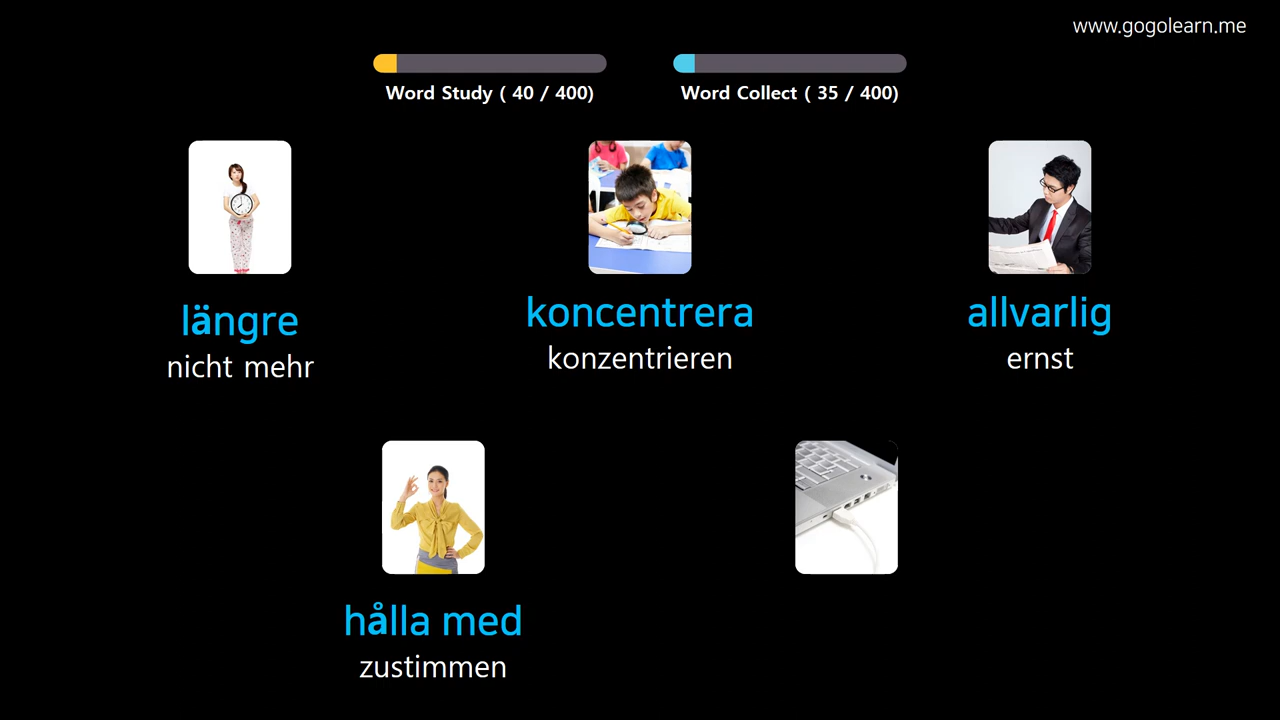 www.gogolearn.me
Word Study ( 40 / 400)
Word Collect ( 35 / 400)
längre
nicht mehr
koncentrera
konzentrieren
allvarlig
ernst
hålla med
zustimmen